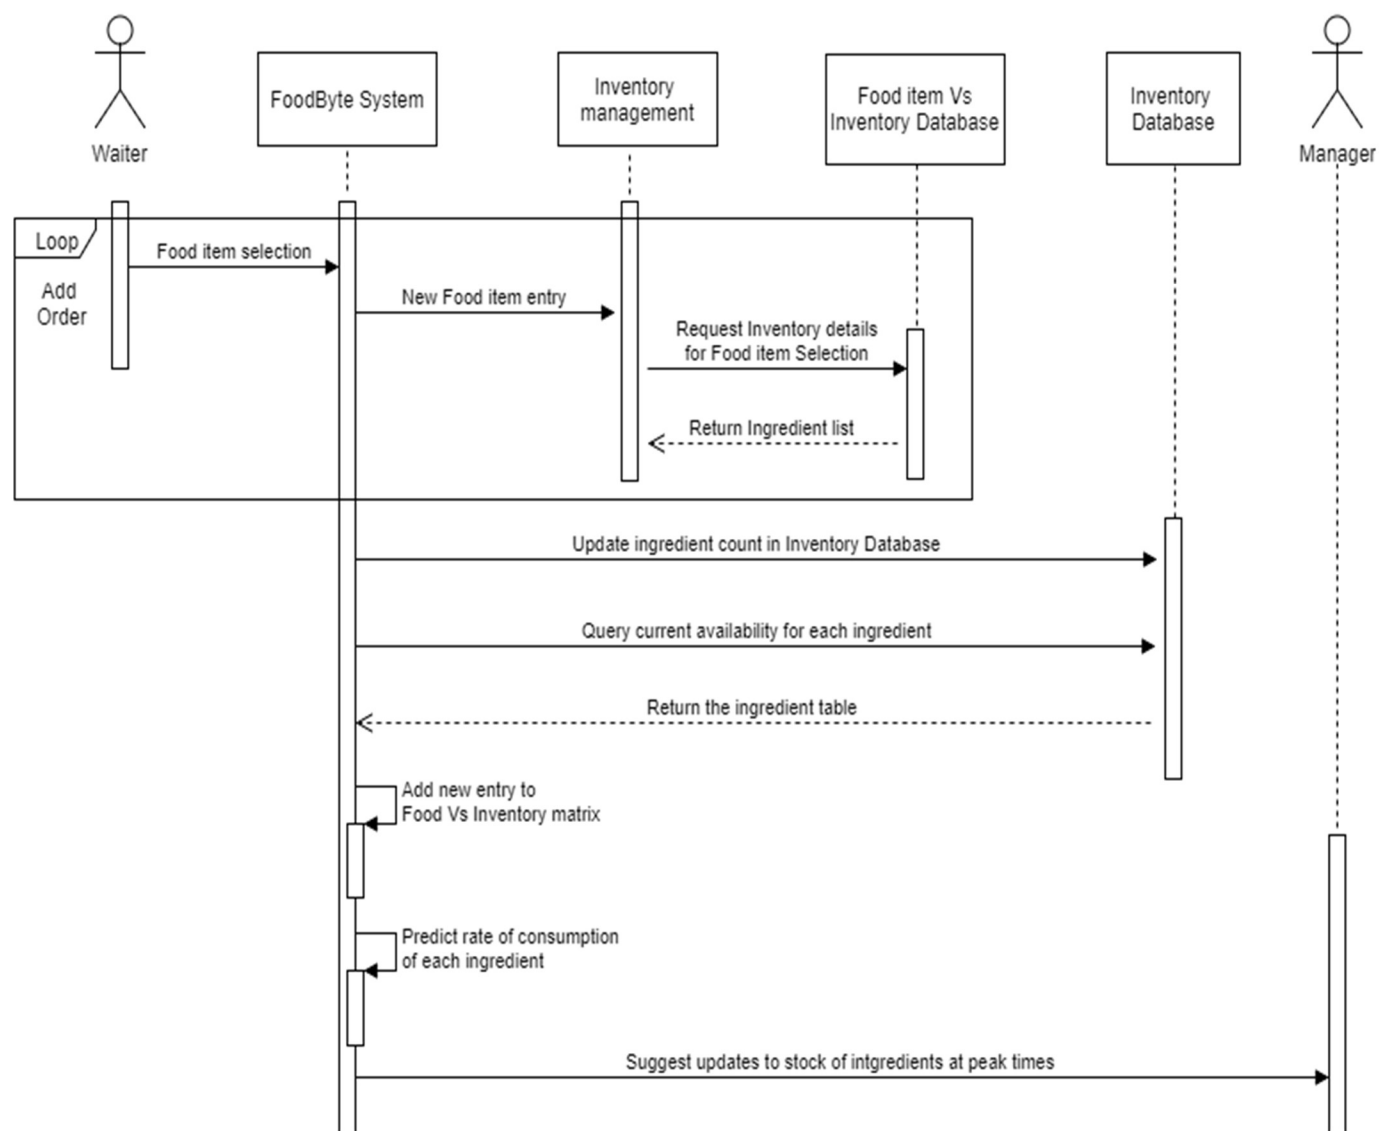 Waiter
FoodByte System
Inventory
management
Food item Vs
Inventory Database
Inventory
Database
Manager
Loop
Add
Order
Food item selection
New Food item entry
Request Inventory details
for Food item Selection
Return Ingredient list
Update ingredient count in Inventory Database
Query current availability for each ingredient
Return the ingredient table
Add new entry to
Food Vs Inventory matrix
Predict rate of consumption
of each ingredient
Suggest updates to stock of intgredients at peak times